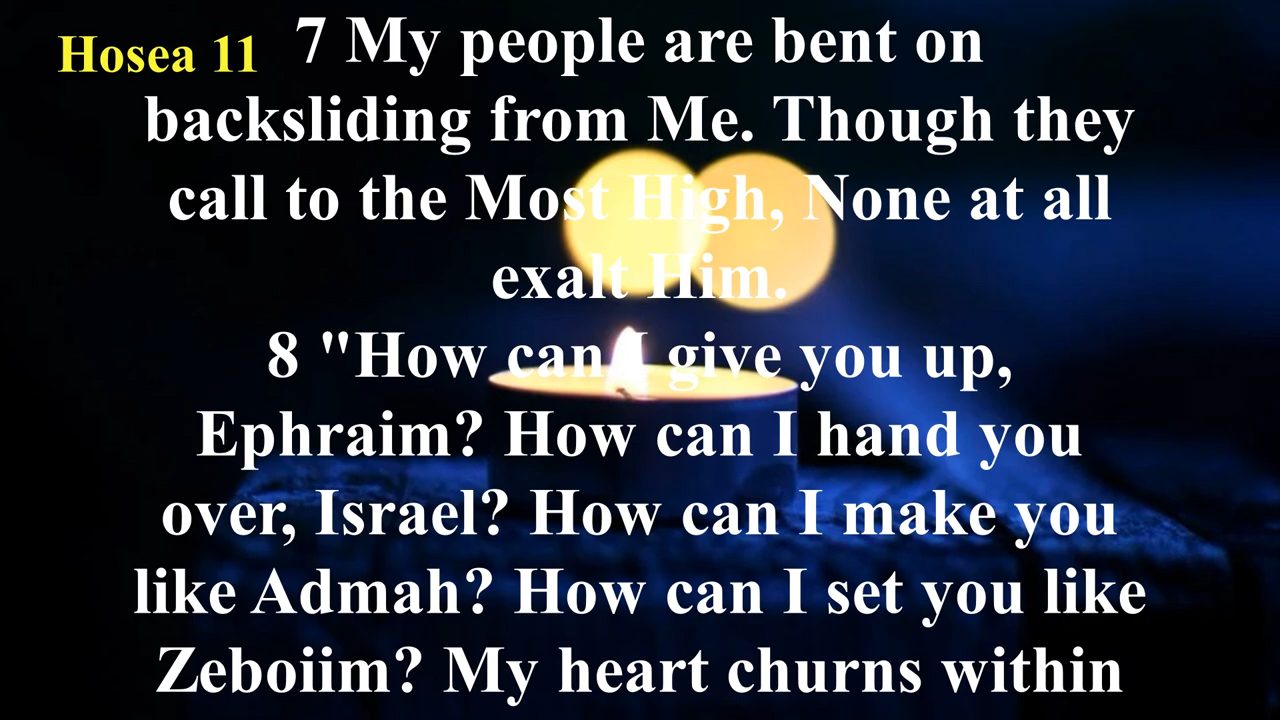 Hosea 11
7 My people are bent on
backsliding from Me. Though they
call to the Most High, None at all
exalt Him.
8 "How can I give you up,
Ephraim? How can I hand you
over, Israel? How can I make you
like Admah? How can I set you like
Zeboiim? My heart churns within